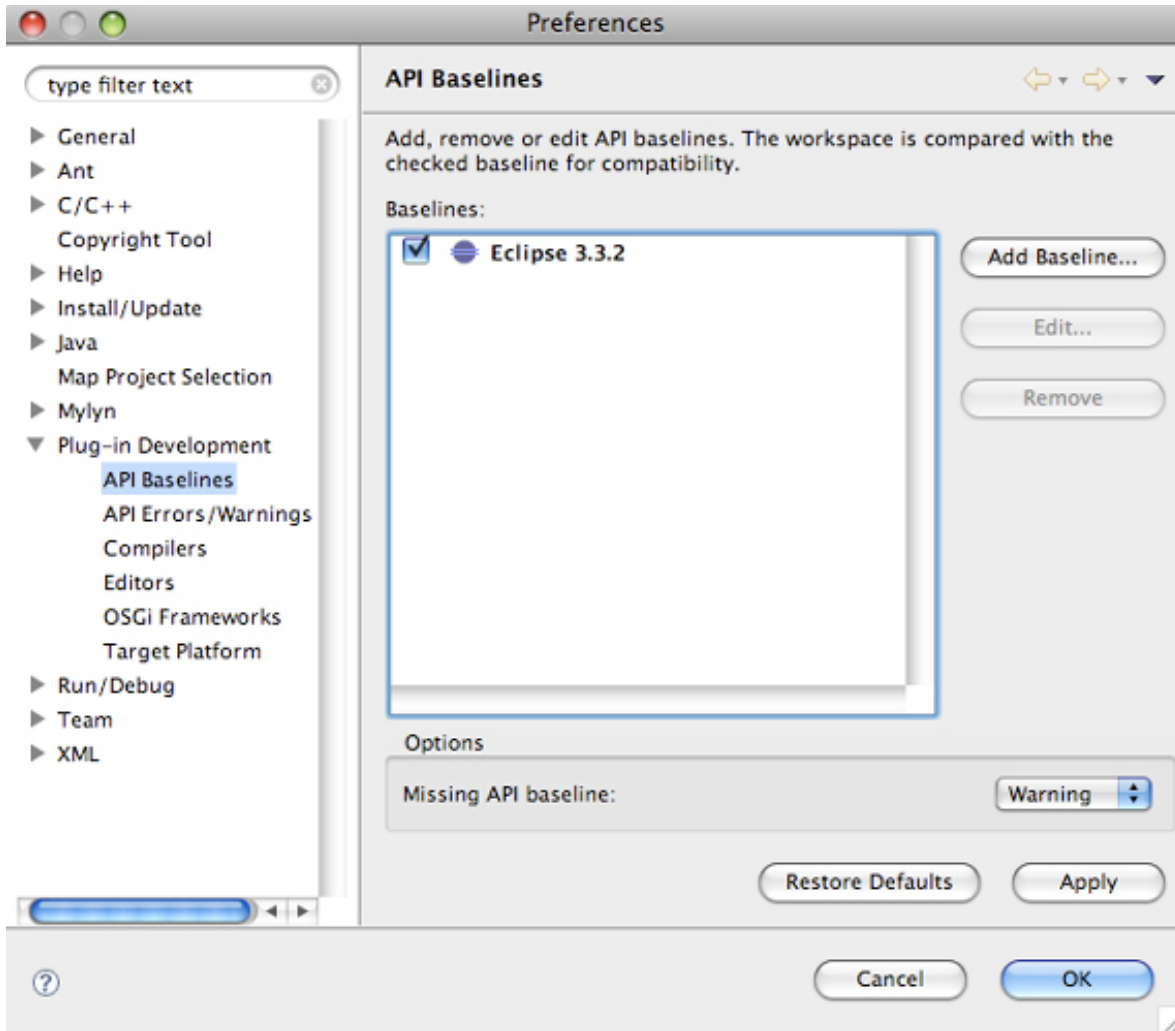 Preferences
type filter text
General
Ant
C/C++
Copyright Tool
Help
Install/Update
Java
Map Project Selection
Mylyn
Plug-in Development
API Baselines
API Errors/Warnings
Compilers
Editors
OSGi Frameworks
Target Platform
Run/Debug
Team
XML
API Baselines
Add, remove or edit API baselines. The workspace is compared with the
checked baseline for compatibility.
Baselines:
Eclipse 3.3.2
Add Baseline...
Edit...
Remove
Options
Missing API baseline:
Warning
Restore Defaults
Apply
?
Cancel
OK